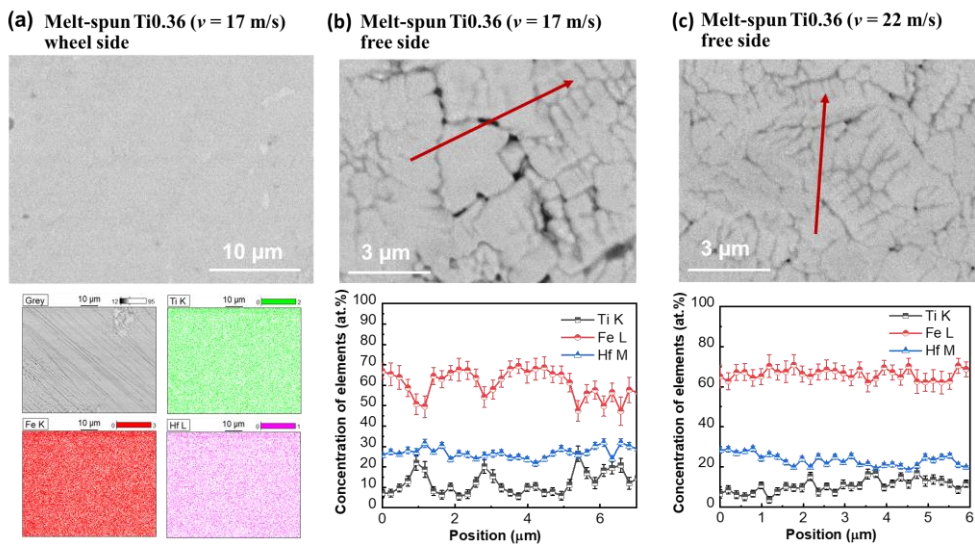 (a) Melt-spun Ti0.36 (v = 17 m/s)
wheel side
10 μm
Grey
10 μm
12
95
Ti K
10 μm
0
2
Fe K
10 μm
0
3
Hf L
10 μm
0
1
(b) Melt-spun Ti0.36 (v = 17 m/s)
free side
3 μm
Concentration of elements (at.%)
100
90
80
70
60
50
40
30
20
10
0
Ti K
Fe L
Hf M
0
2
4
6
Position (μm)
(c) Melt-spun Ti0.36 (v = 22 m/s)
free side
3 μm
Concentration of elements (at.%)
100
80
60
40
20
0
Ti K
Fe L
Hf M
0
1
2
3
4
5
6
Position (μm)